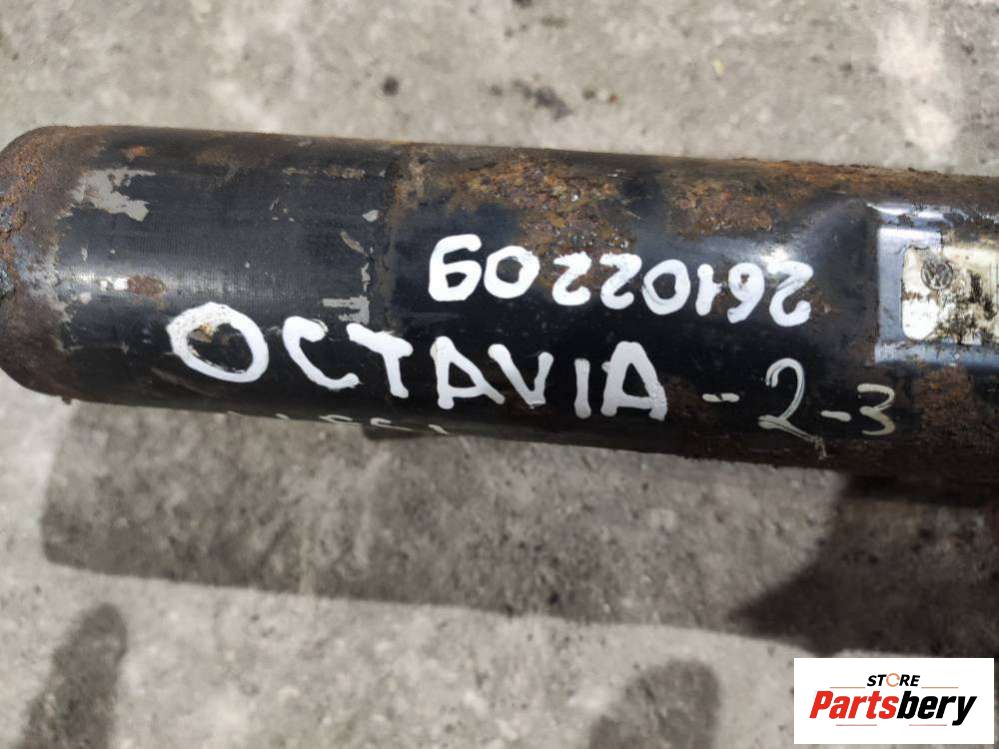 26102209
OCTAVIA - 2-3
STORE
Partsbery